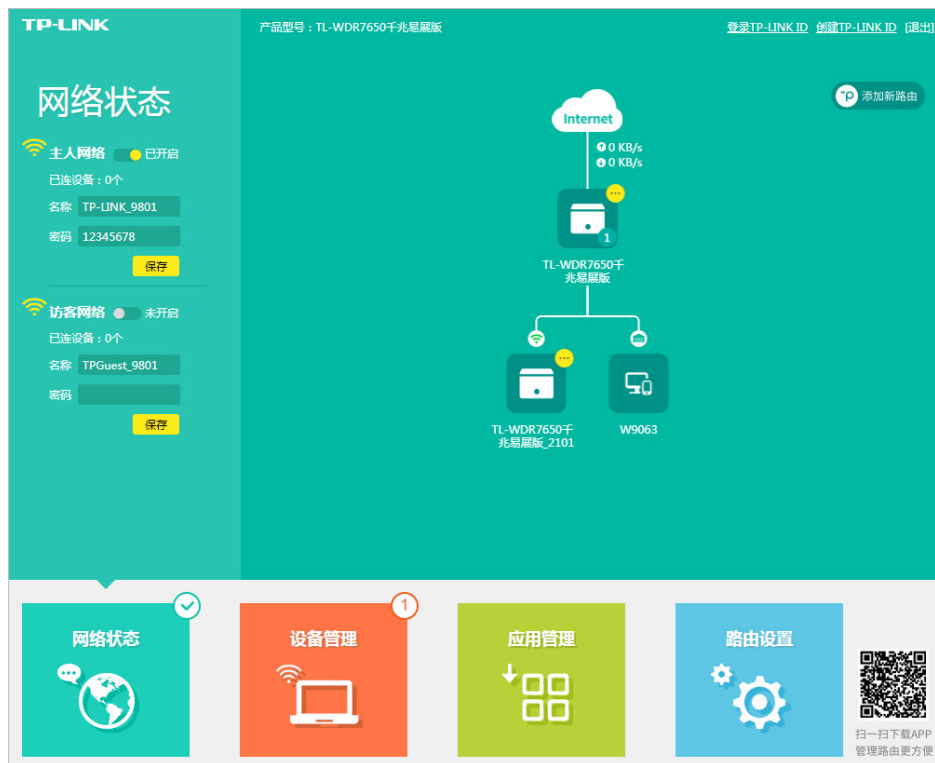 TP-LINK
产品型号：TL-WDR7650千兆易展版
登录TP-LINK ID 创建TP-LINK ID [退出]
网络状态
主人网络 已开启
已连设备：0个
名称 TP-LINK_9801
密码 12345678
保存
访客网络 未开启
已连设备：0个
名称 TPGuest_9801
密码
保存
添加新路由
Internet
0 KB/s
0 KB/s
1
TL-WDR7650千
兆易展版
TL-WDR7650千
兆易展版_2101
W9063
网络状态
设备管理
1
应用管理
路由设置
扫一扫下载APP
管理路由更方便